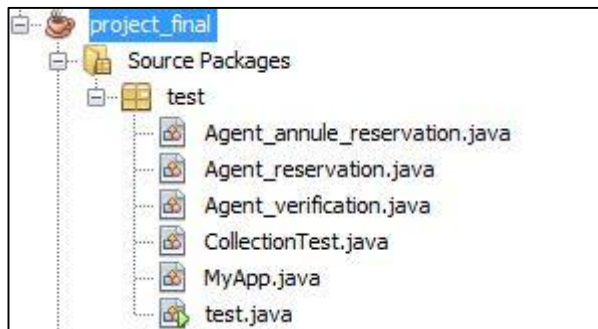 project_final
Source Packages
test
Agent_annule_reservation.java
Agent_reservation.java
Agent_verification.java
CollectionTest.java
MyApp.java
test.java